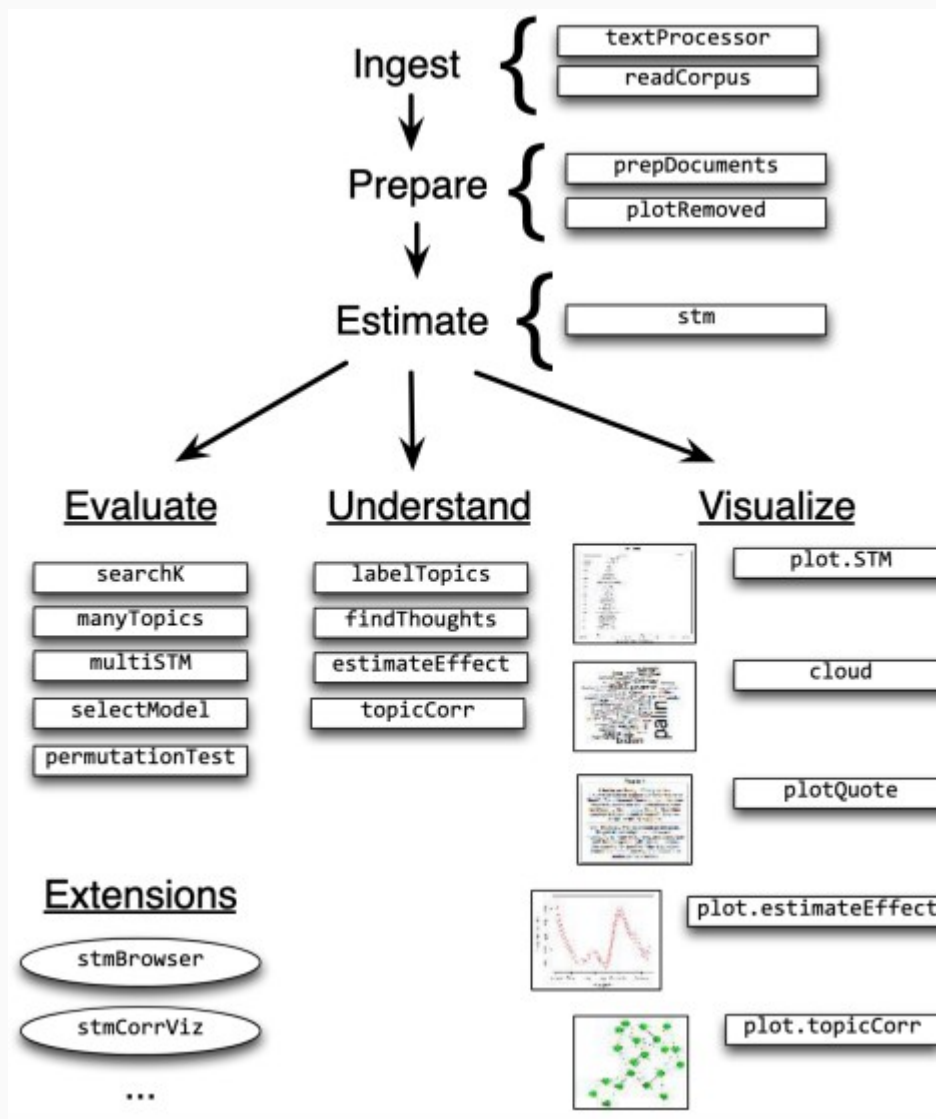 Ingest
textProcessor
readCorpus
Prepare
prepDocuments
plotRemoved
Estimate
stm
Evaluate
searchK
manyTopics
multiSTM
selectModel
permutationTest
Understand
labelTopics
findThoughts
estimateEffect
topicCorr
Visualize
plot.STM
cloud
palin
plotQuote
plot.estimateEffect
plot.topicCorr
Extensions
stmBrowser
stmCorrViz
...